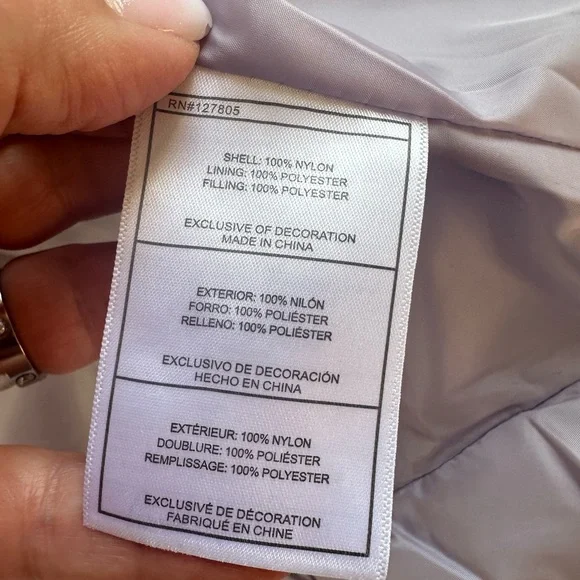 RN#127805
SHELL: 100% NYLON
LINING: 100% POLYESTER
FILLING: 100% POLYESTER
EXCLUSIVE OF DECORATION
MADE IN CHINA
EXTERIOR: 100% NILÓN
FORRO: 100% POLIÉSTER
RELLENO: 100% POLIÉSTER
EXCLUSIVO DE DECORACIÓN
HECHO EN CHINA
EXTÉRIEUR: 100% NYLON
DOUBLURE: 100% POLIÉSTER
REMPLISSAGE: 100% POLYESTER
EXCLUSIVÉ DE DÉCORATION
FABRIQUÉ EN CHINE